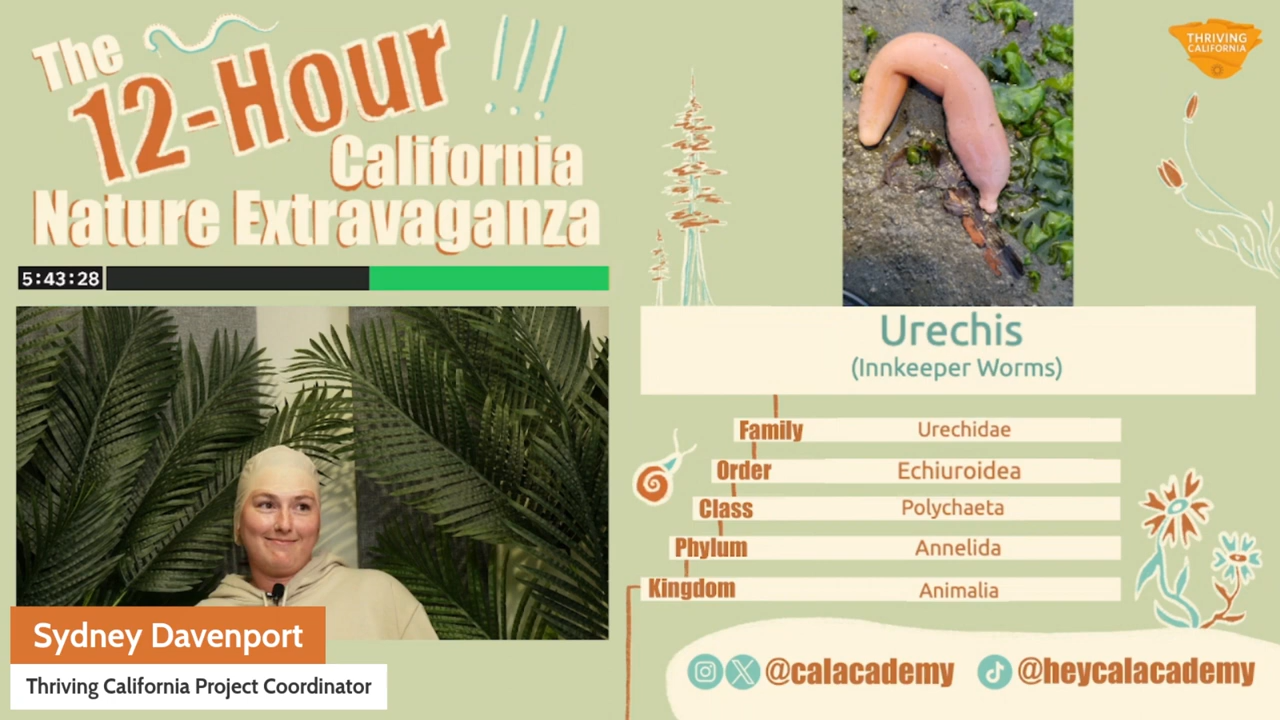 The
12-Hour!!!
California
Nature Extravaganza
5:43:28
Sydney Davenport
Thriving California Project Coordinator
THRIVING
CALIFORNIA
Urechis
(Innkeeper Worms)
Family Urechidae
Order Echiuroidea
Class Polychaeta
Phylum Annelida
Kingdom Animalia
@calacademy @heycalacademy